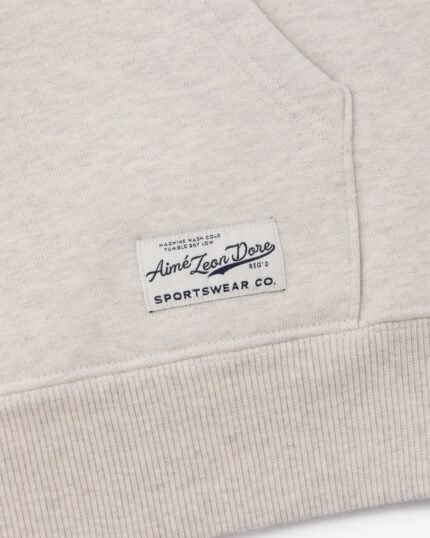 MACHINE WASH COLD
TUMBLE DRY LOW
Aimé Leon Dore
REG'D
SPORTSWEAR CO.